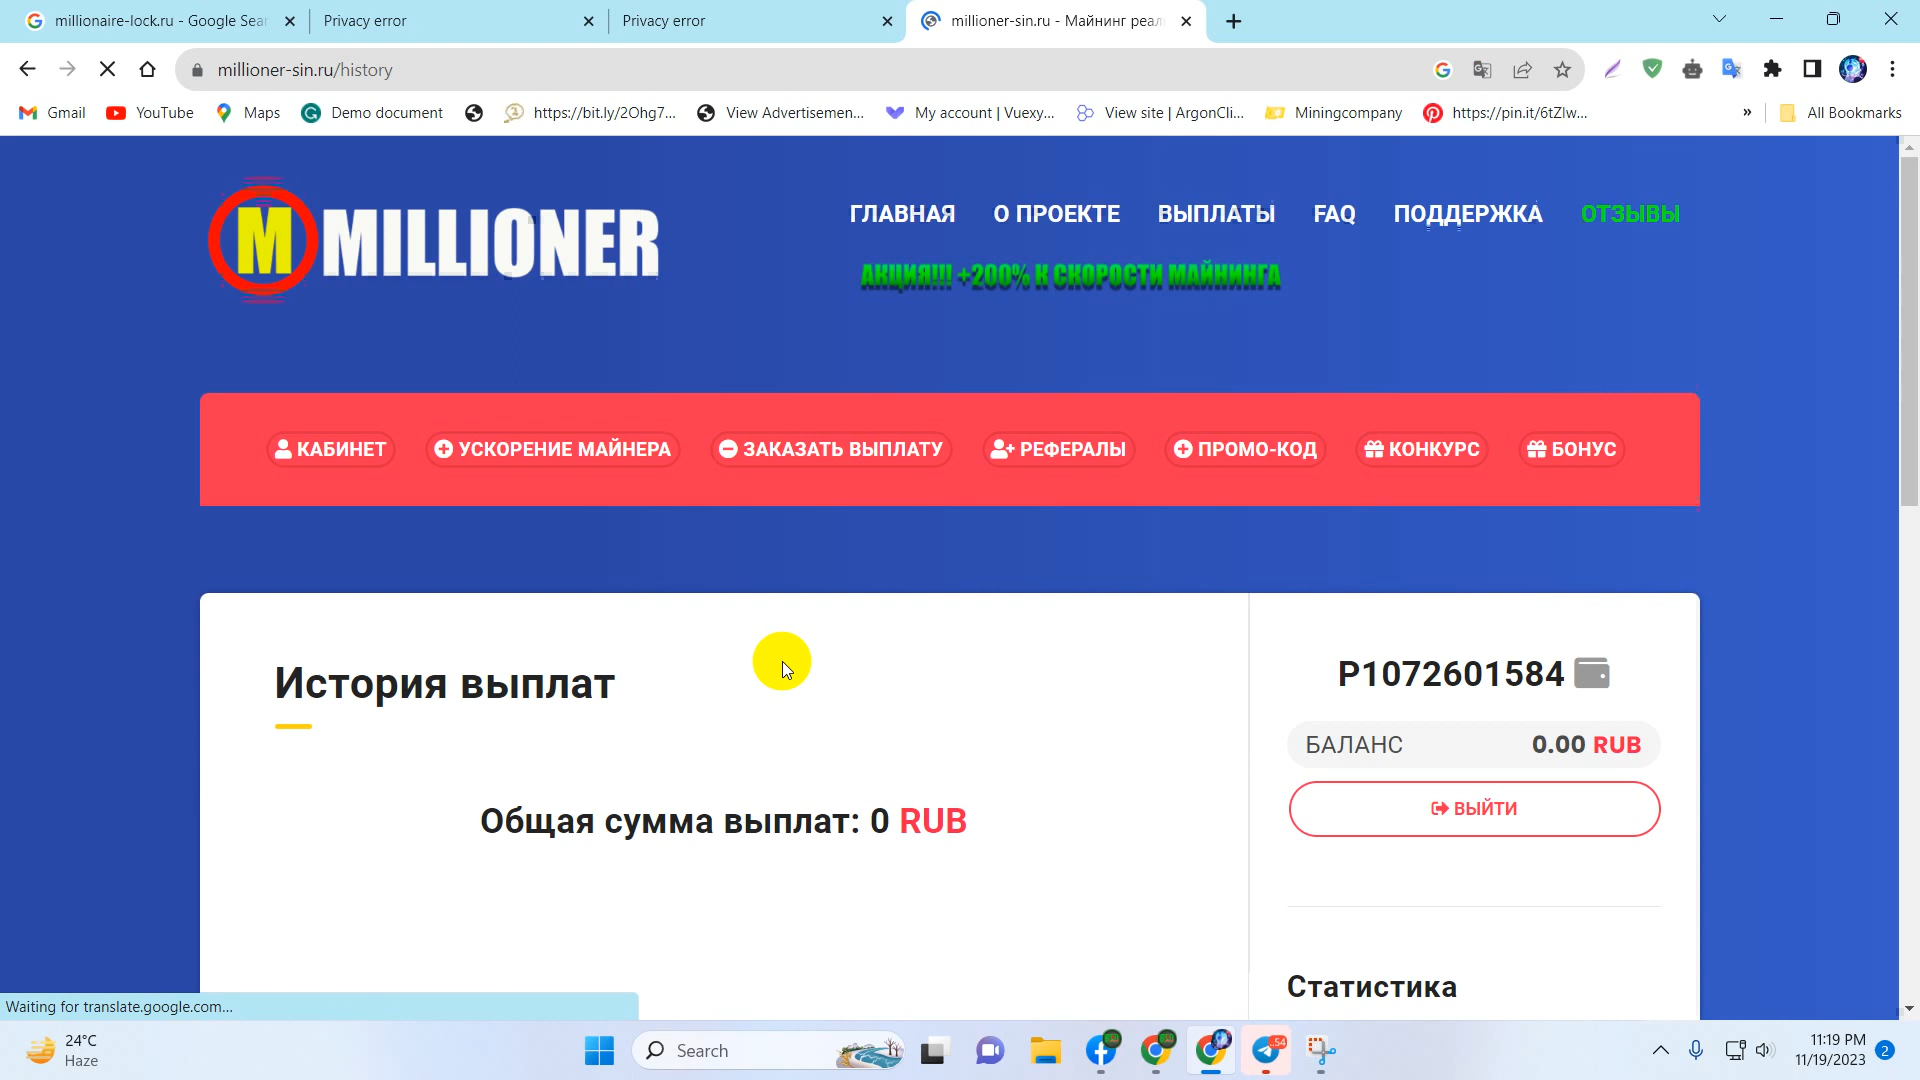 millionaire-lock.ru - Google Sea
Privacy error
Privacy error
millioner-sin.ru - Майнинг реал
millioner-sin.ru/history
Gmail
YouTube
Maps
Demo document
https://bit.ly/2Ohg7...
View Advertisemen...
My account | Vuexy...
View site | ArgonCli...
Miningcompany
https://pin.it/6tZlw...
»
All Bookmarks
M MILLIONER
ГЛАВНАЯ
О ПРОЕКТЕ
ВЫПЛАТЫ
FAQ
ПОДДЕРЖКА
ОТЗЫВЫ
АКЦИЯ!!! +200% К СКОРОСТИ МАЙНИНГА
КАБИНЕТ
УСКОРЕНИЕ МАЙНЕРА
ЗАКАЗАТЬ ВЫПЛАТУ
РЕФЕРАЛЫ
ПРОМО-КОД
КОНКУРС
БОНУС
История выплат
Общая сумма выплат: 0 RUB
P1072601584
БАЛАНС 0.00 RUB
ВЫЙТИ
Статистика
Waiting for translate.google.com...
24°C
Haze
Search
54
11:19 PM
11/19/2023
2